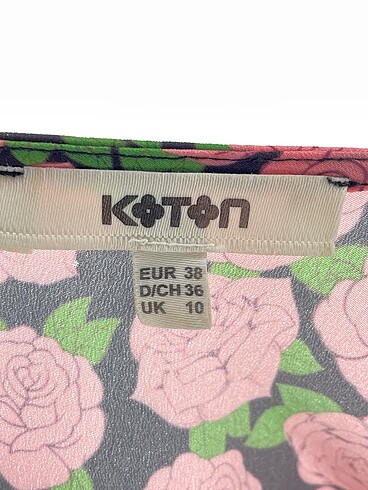 KOTON
EUR 38
D/CH 36
UK 10